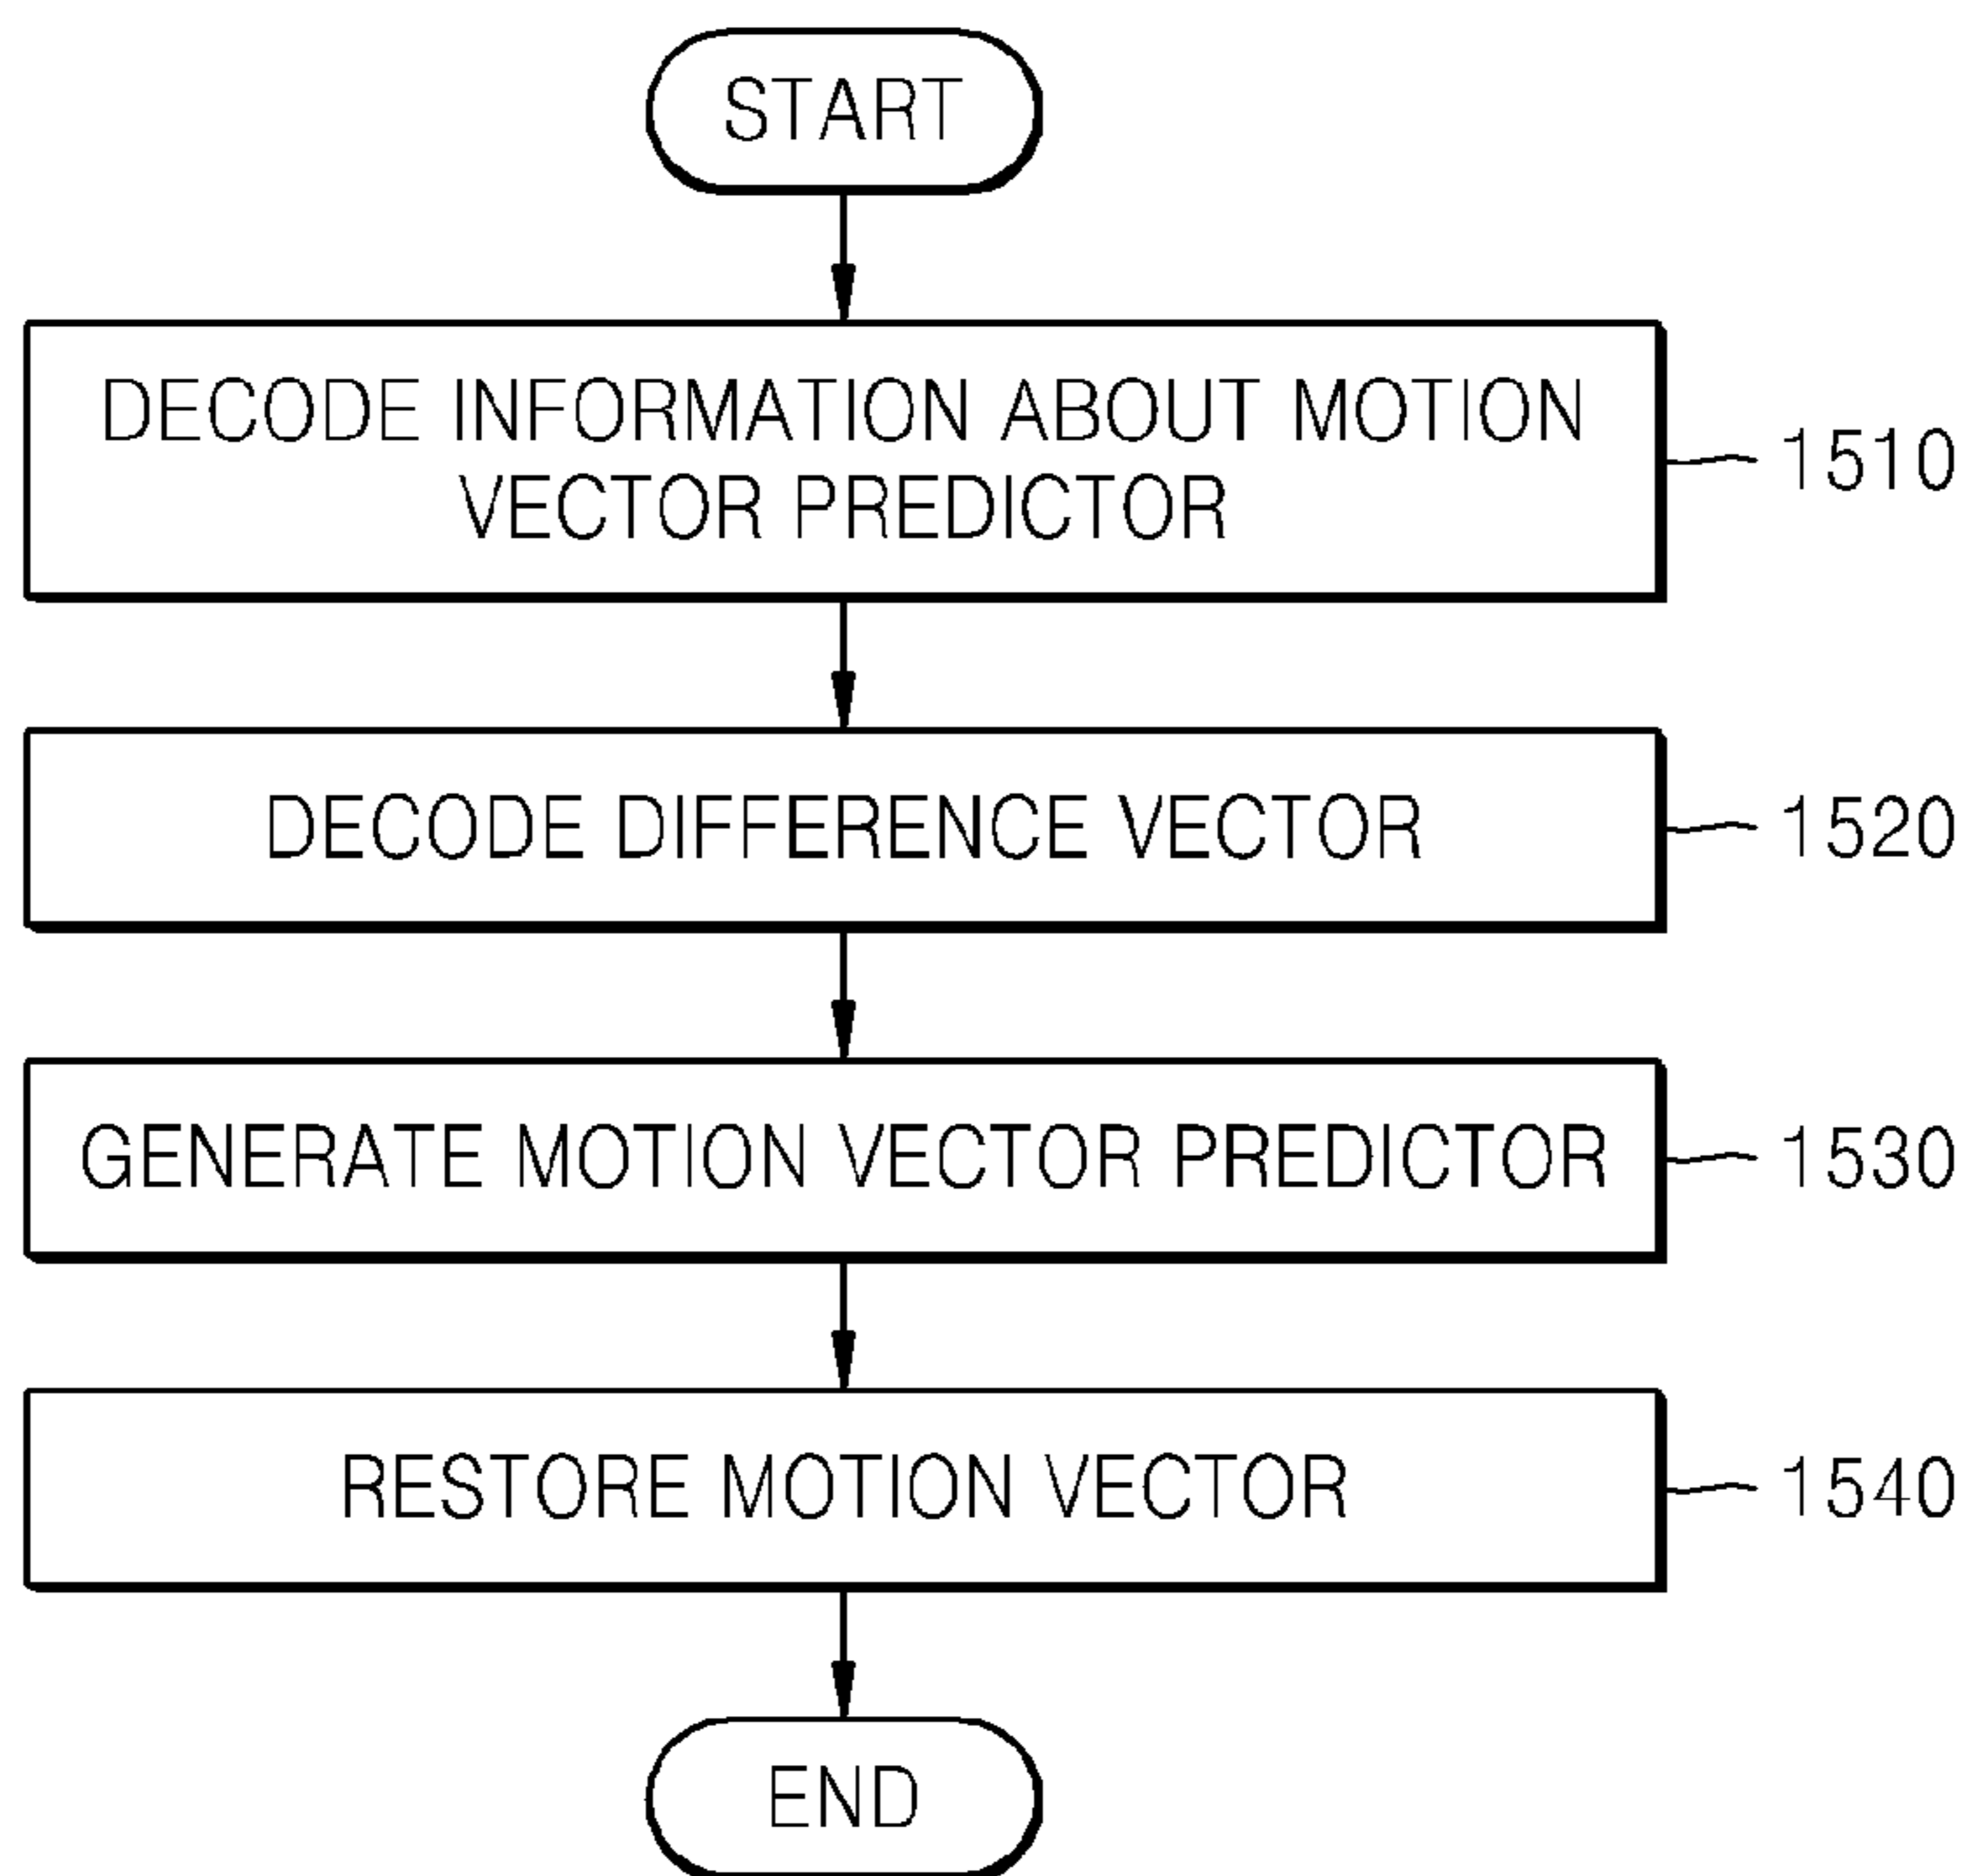 START
DECODE INFORMATION ABOUT MOTION
VECTOR PREDICTOR
1510
DECODE DIFFERENCE VECTOR
1520
GENERATE MOTION VECTOR PREDICTOR
1530
RESTORE MOTION VECTOR
1540
END